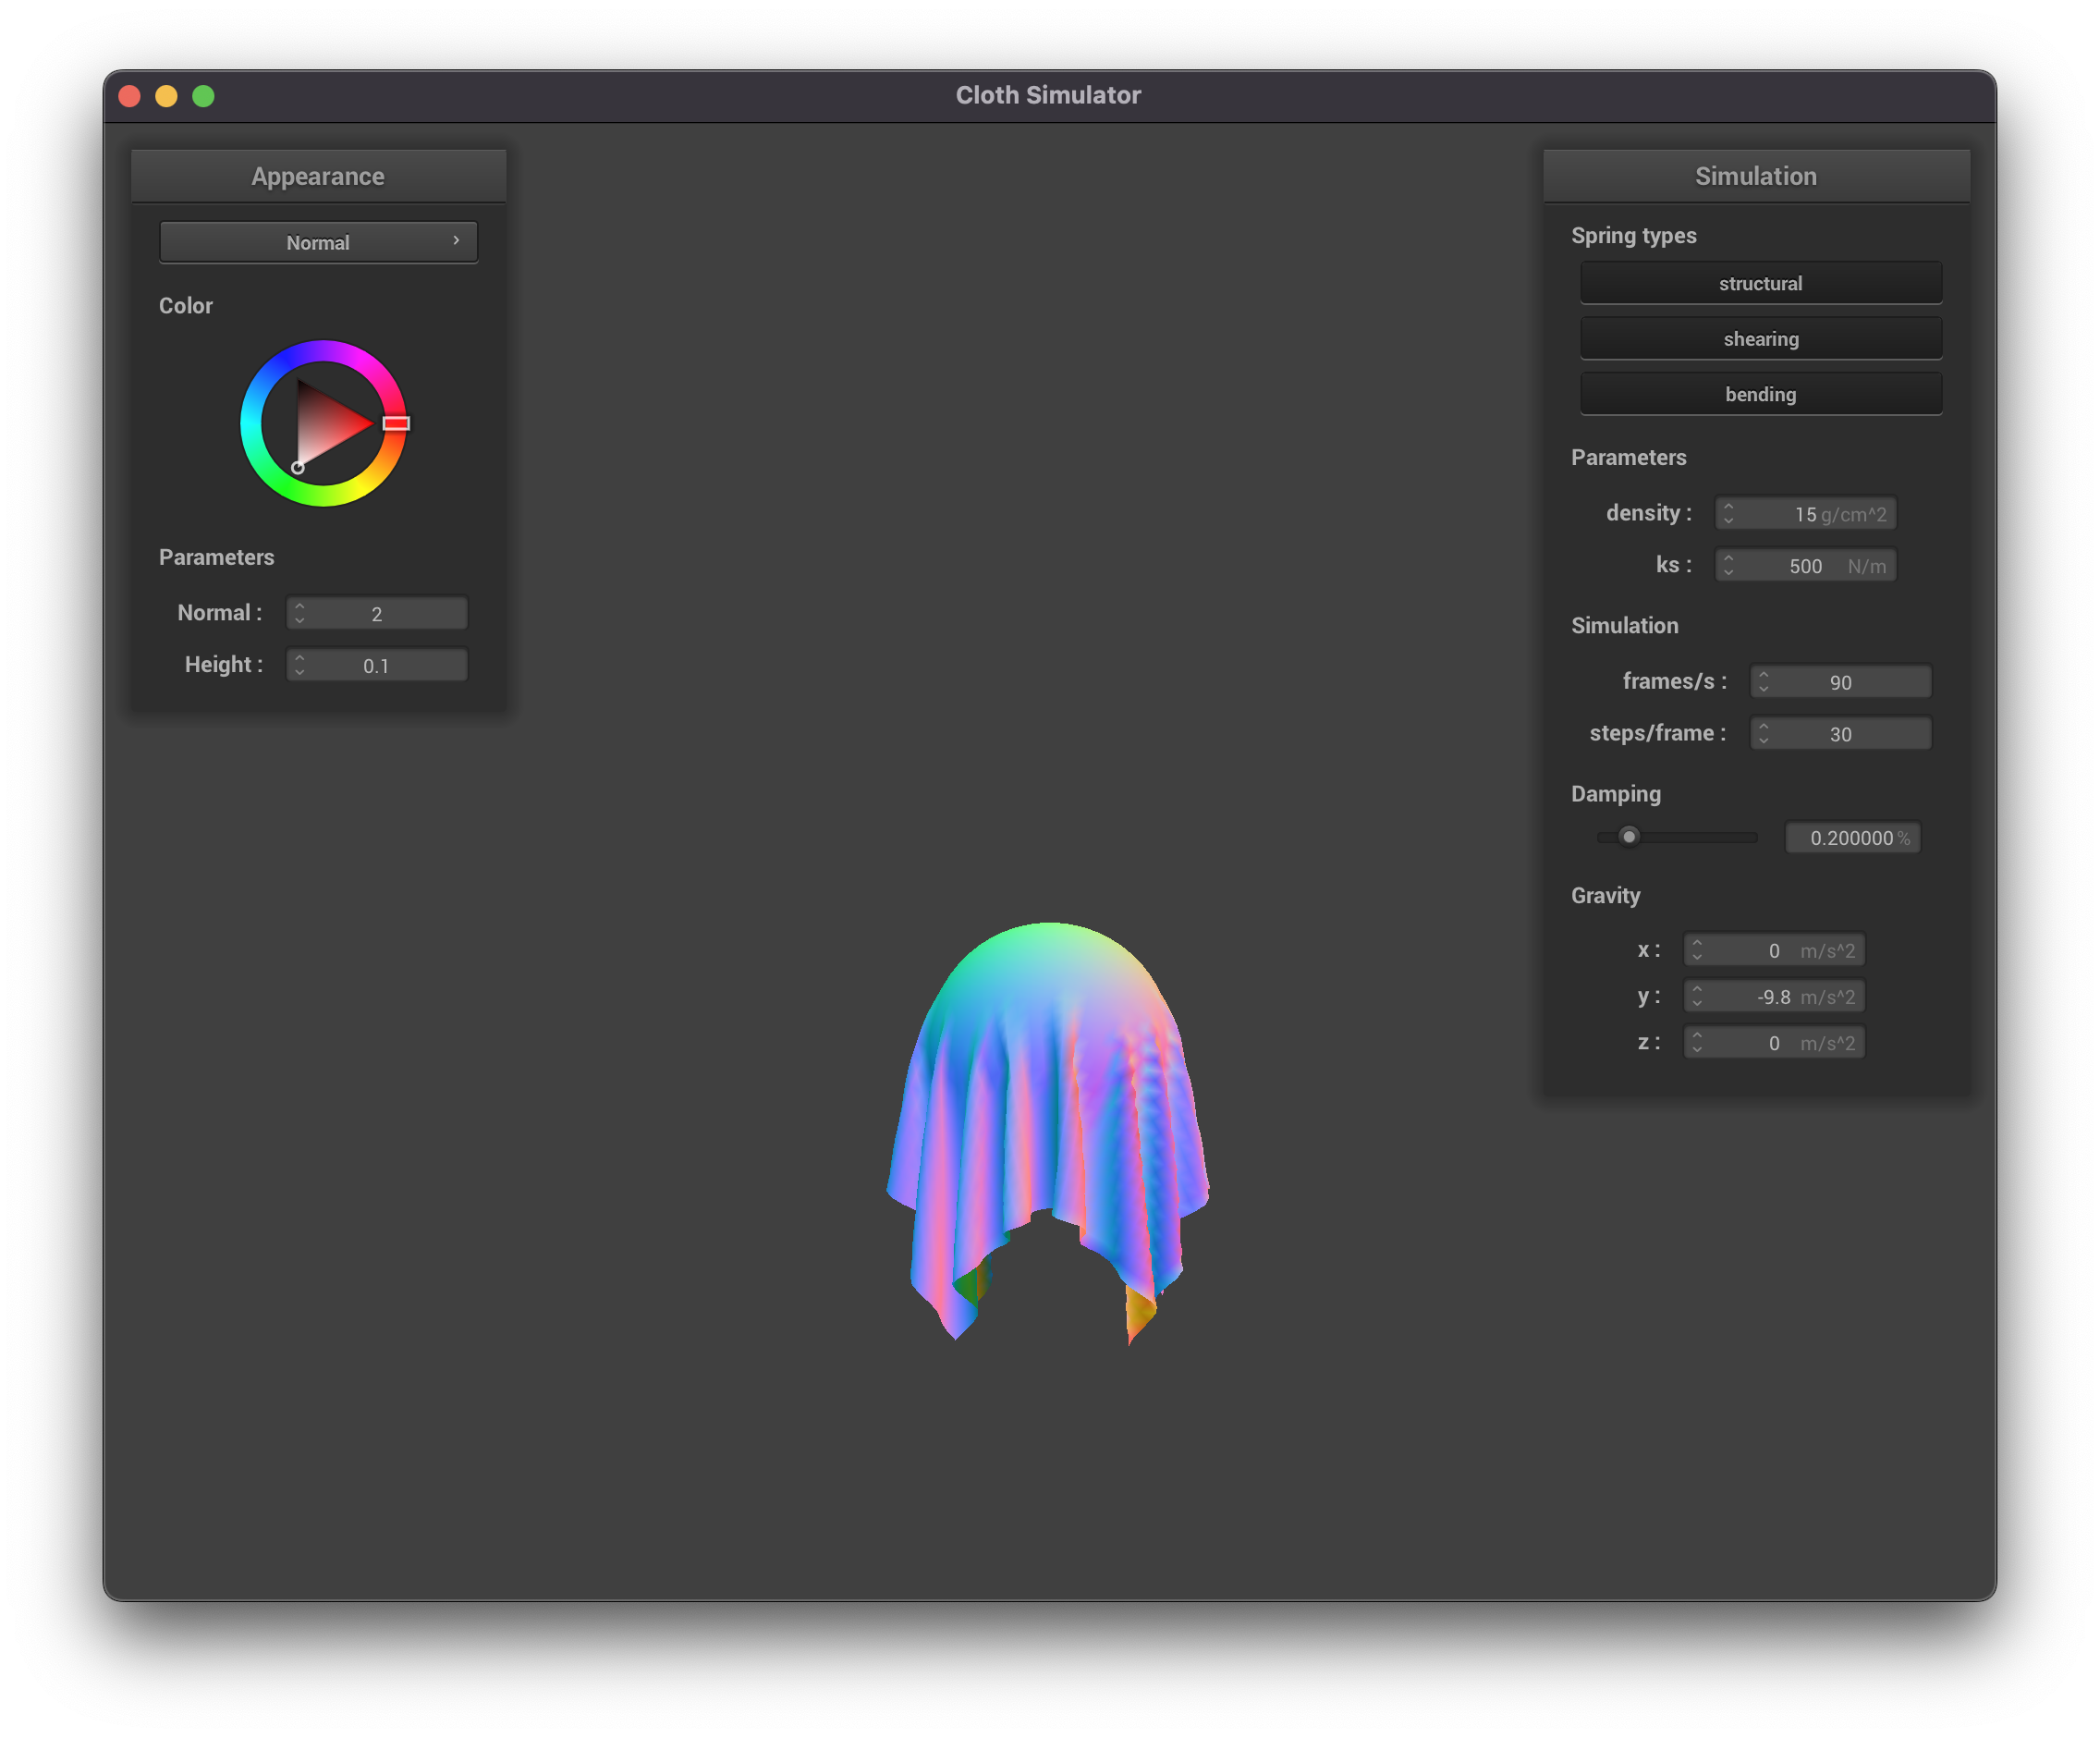 Cloth Simulator
Appearance
Normal
Color
Parameters
Normal : 2
Height : 0.1
Simulation
Spring types
structural
shearing
bending
Parameters
density : 15 g/cm^2
ks : 500 N/m
Simulation
frames/s : 90
steps/frame : 30
Damping
0.200000 %
Gravity
x : 0 m/s^2
y : -9.8 m/s^2
z : 0 m/s^2